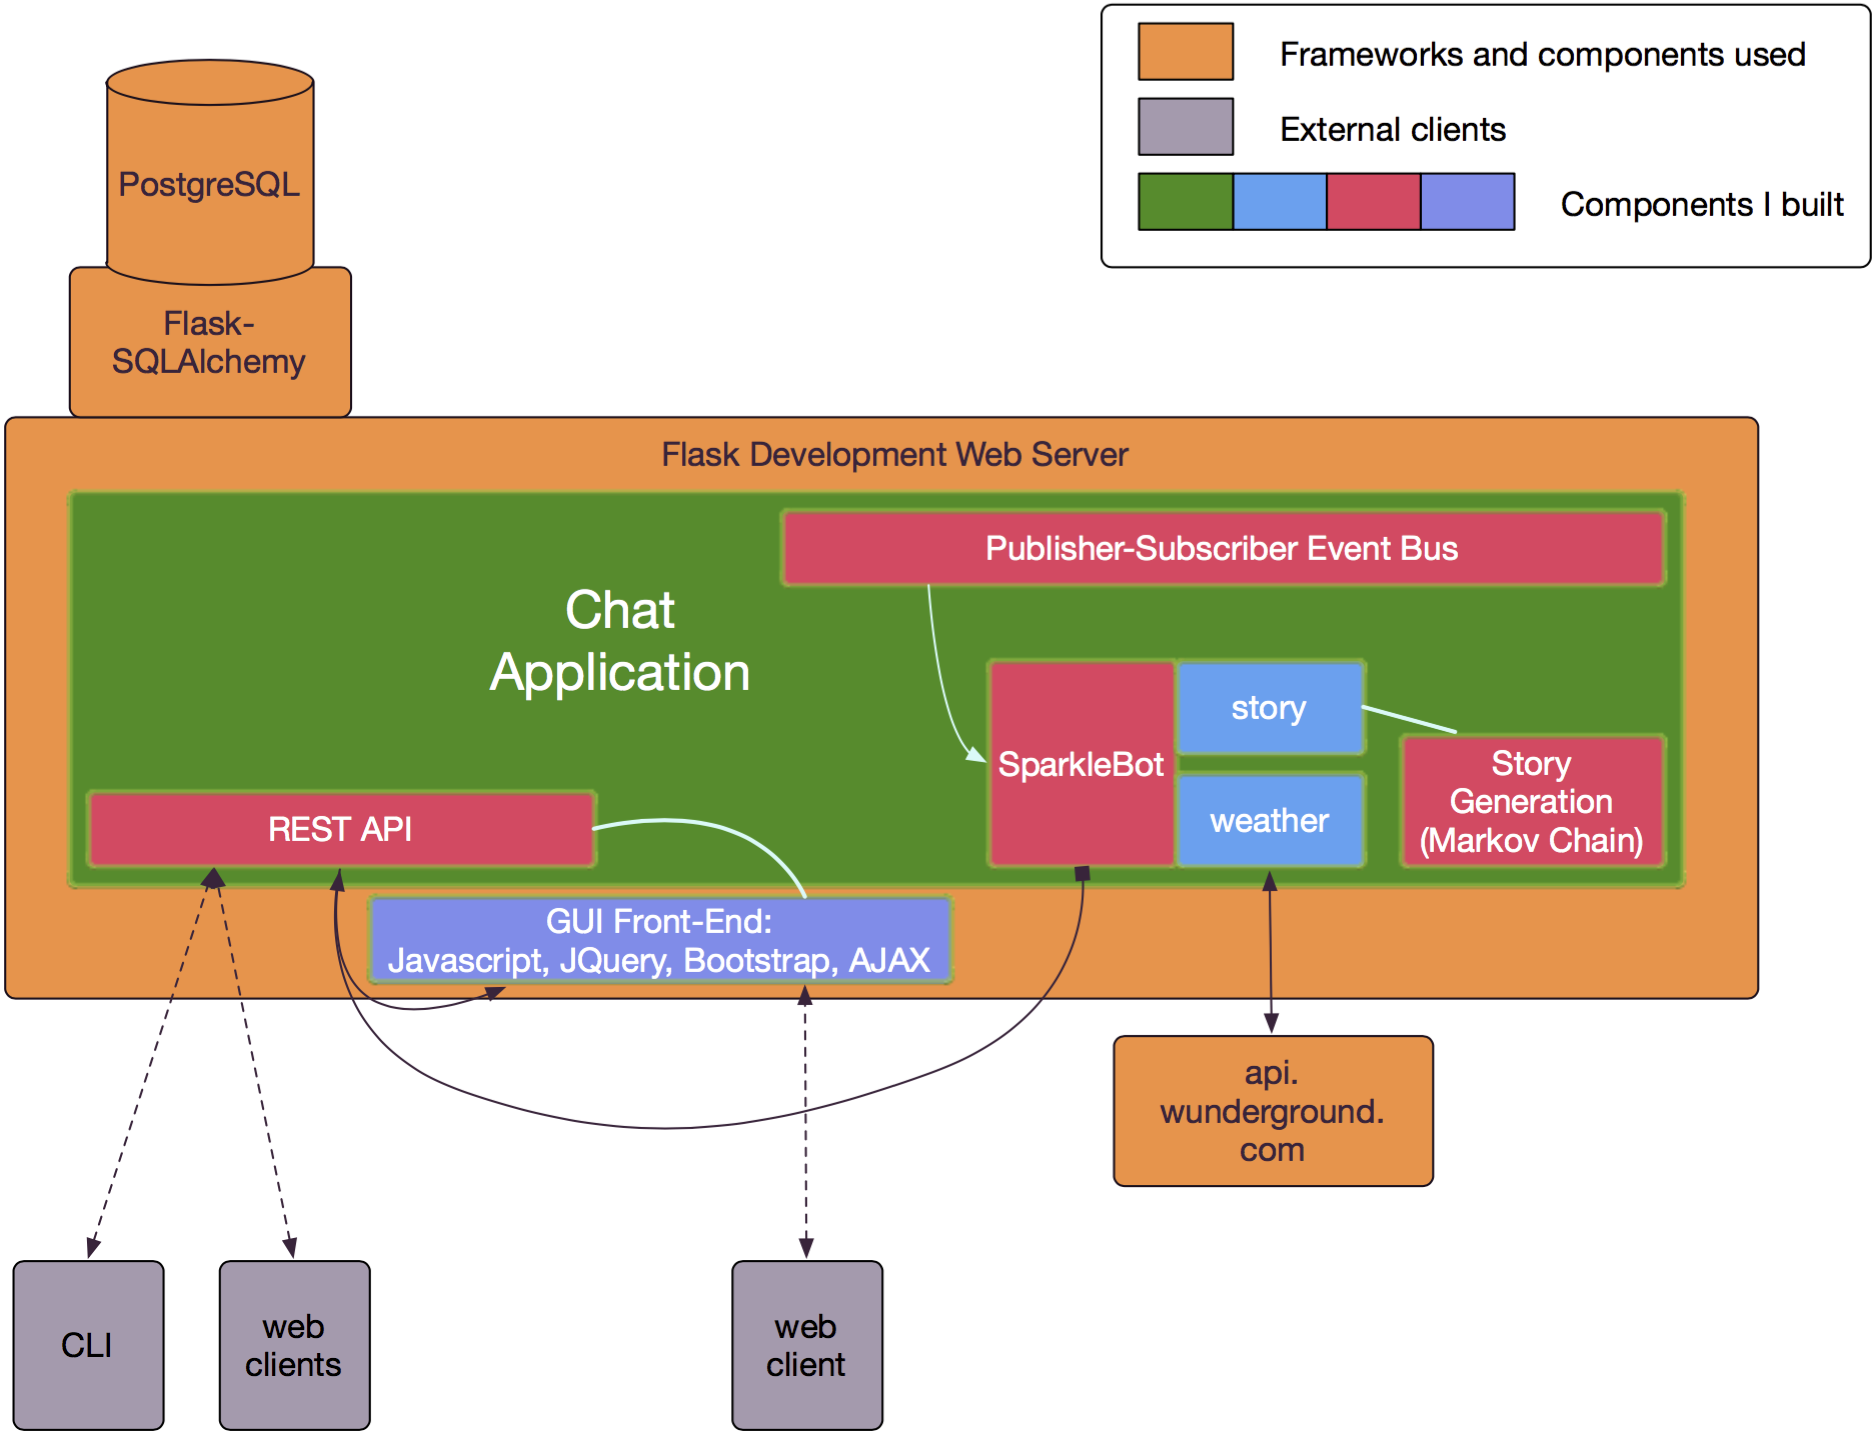 Frameworks and components used
External clients
Components I built
PostgreSQL
Flask-
SQLAlchemy
Flask Development Web Server
Publisher-Subscriber Event Bus
Chat
Application
SparkleBot
story
weather
Story
Generation
(Markov Chain)
REST API
GUI Front-End:
Javascript, JQuery, Bootstrap, AJAX
api.
wunderground.
com
CLI
web
clients
web
client